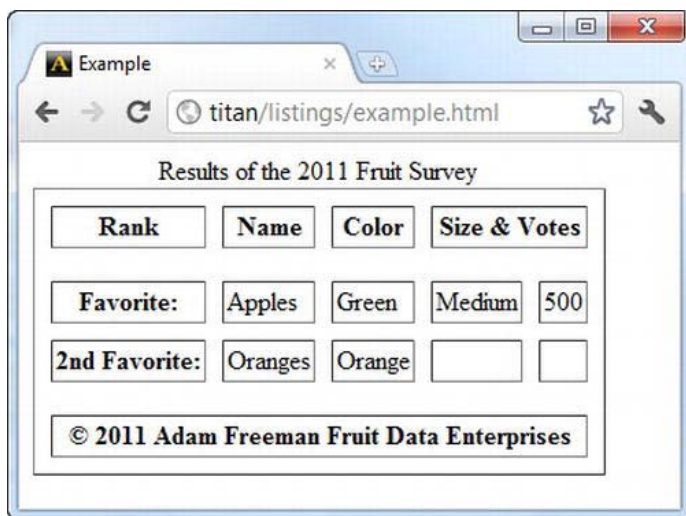 Example
titan/listings/example.html
Results of the 2011 Fruit Survey
Rank Name Color Size & Votes
Favorite: Apples Green Medium 500
2nd Favorite: Oranges Orange
© 2011 Adam Freeman Fruit Data Enterprises